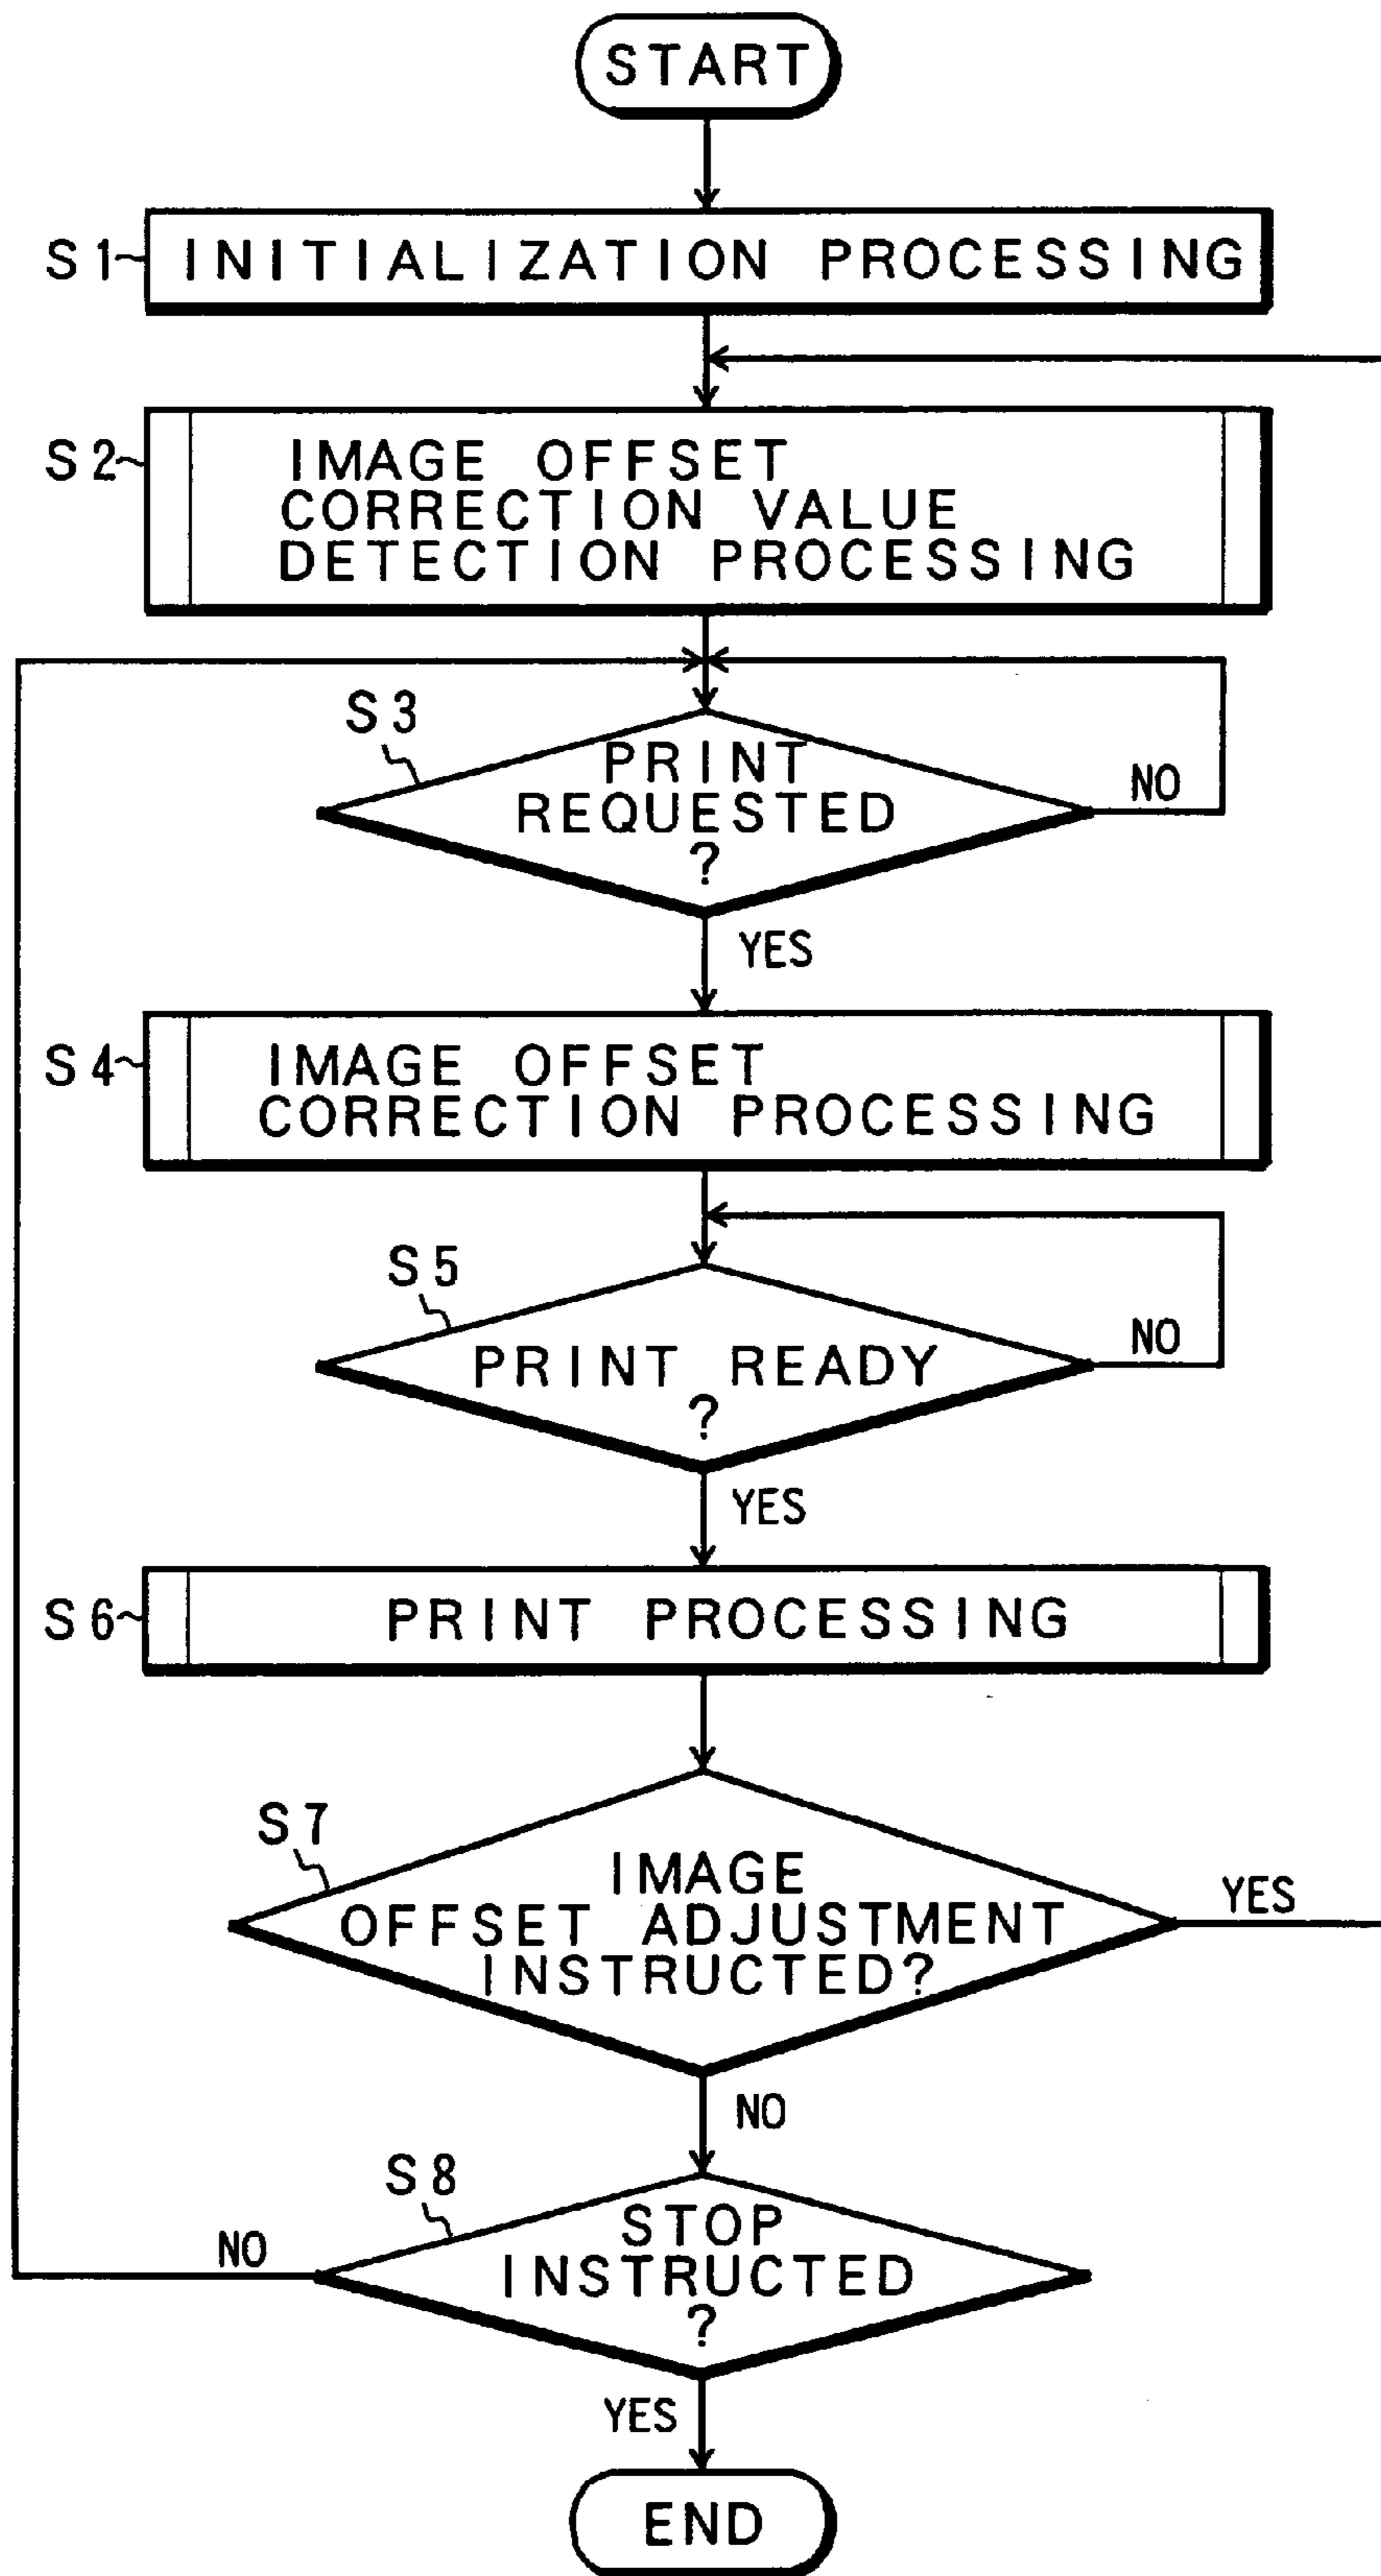 START
S1
INITIALIZATION PROCESSING
S2
IMAGE OFFSET
CORRECTION VALUE
DETECTION PROCESSING
S3
PRINT
REQUESTED
?
NO
YES
S4
IMAGE OFFSET
CORRECTION PROCESSING
S5
PRINT READY
?
NO
YES
S6
PRINT PROCESSING
S7
IMAGE
OFFSET ADJUSTMENT
INSTRUCTED?
YES
NO
S8
STOP
INSTRUCTED
?
NO
YES
END